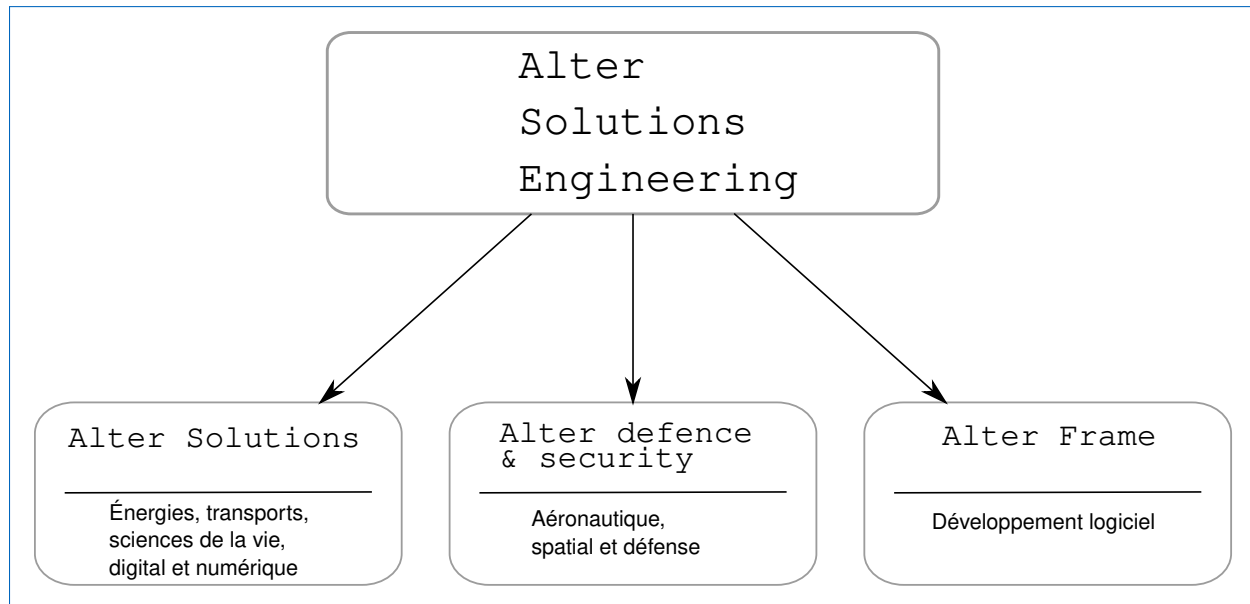 Alter
Solutions
Engineering
Alter Solutions
Énergies, transports,
sciences de la vie,
digital et numérique
Alter defence
& security
Aéronautique,
spatial et défense
Alter Frame
Développement logiciel